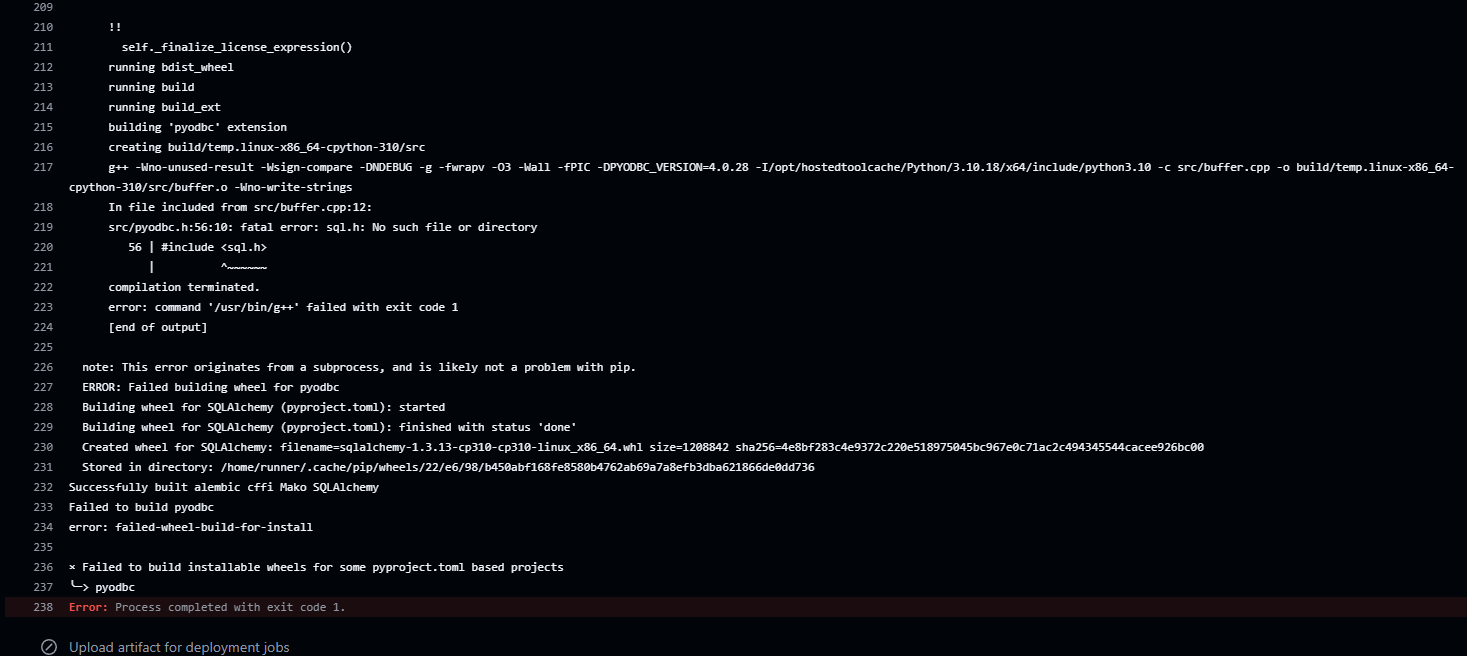 209
210 !!
211 self._finalize_license_expression()
212 running bdist_wheel
213 running build
214 running build_ext
215 building 'pyodbc' extension
216 creating build/temp.linux-x86_64-cpython-310/src
217 g++ -Wno-unused-result -Wsign-compare -DNDEBUG -g -fwrapv -O3 -Wall -fPIC -DPYODBC_VERSION=4.0.28 -I/opt/hostedtoolcache/Python/3.10.18/x64/include/python3.10 -c src/buffer.cpp -o build/temp.linux-x86_64-
cpython-310/src/buffer.o -Wno-write-strings
218 In file included from src/buffer.cpp:12:
219 src/pyodbc.h:56:10: fatal error: sql.h: No such file or directory
220 56 | #include <sql.h>
221 | ^~~~~~~
222 compilation terminated.
223 error: command '/usr/bin/g++' failed with exit code 1
224 [end of output]
225
226 note: This error originates from a subprocess, and is likely not a problem with pip.
227 ERROR: Failed building wheel for pyodbc
228 Building wheel for SQLAlchemy (pyproject.toml): started
229 Building wheel for SQLAlchemy (pyproject.toml): finished with status 'done'
230 Created wheel for SQLAlchemy: filename=sqlalchemy-1.3.13-cp310-cp310-linux_x86_64.whl size=1208842 sha256=4e8bf283c4e9372c220e518975045bc967e0c71ac2c494345544cacee926bc00
231 Stored in directory: /home/runner/.cache/pip/wheels/22/e6/98/b450abf168fe8580b4762ab69a7a8efb3dba621866de0dd736
232 Successfully built alembic cffi Mako SQLAlchemy
233 Failed to build pyodbc
234 error: failed-wheel-build-for-install
235
236 × Failed to build installable wheels for some pyproject.toml based projects
237 ╰─> pyodbc
238 Error: Process completed with exit code 1.
Upload artifact for deployment jobs